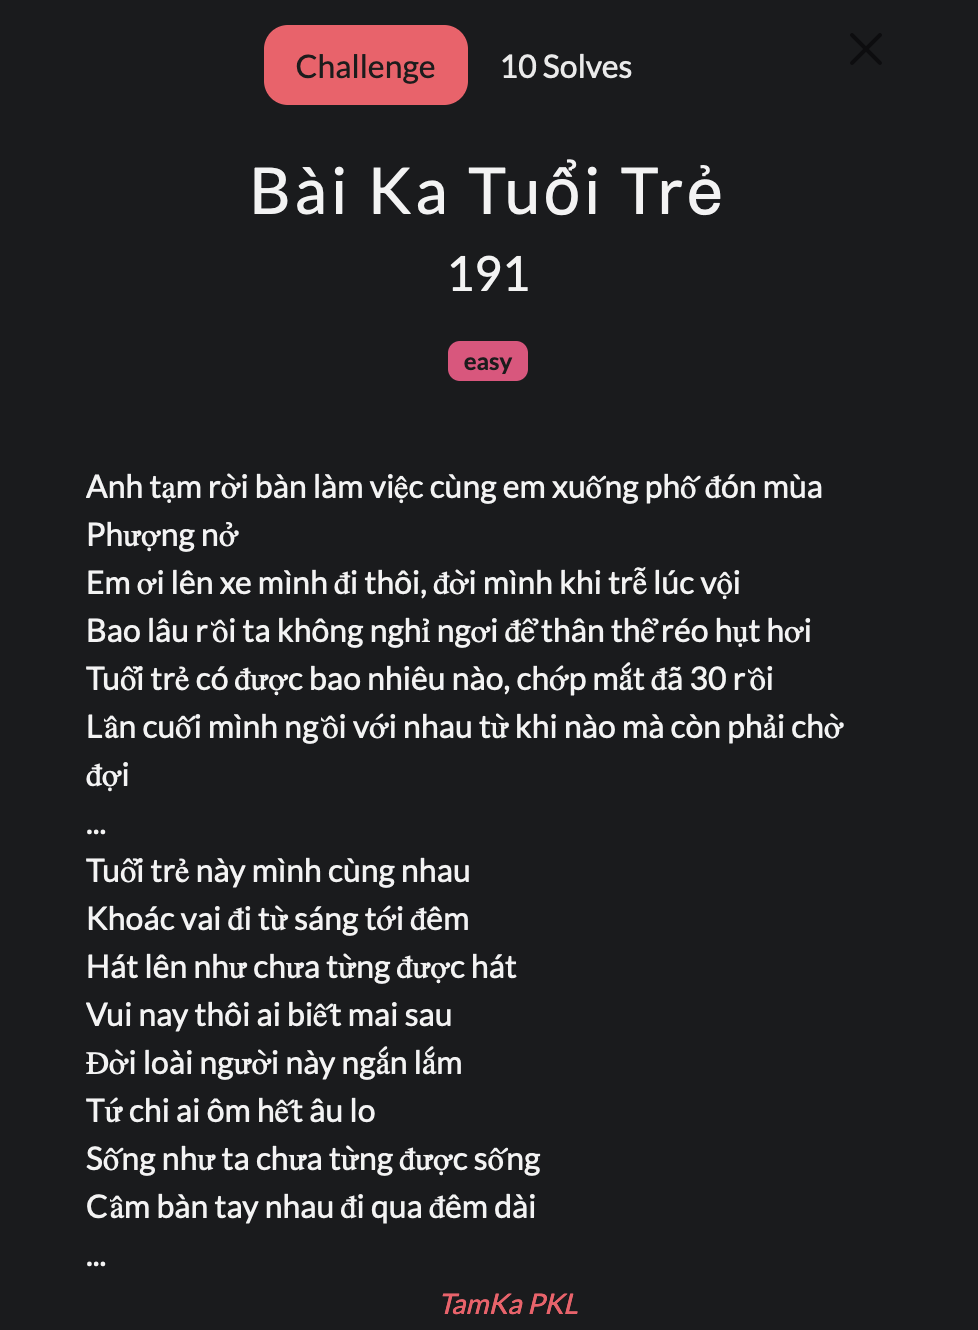 Challenge
10 Solves
Bài Ka Tuổi Trẻ
191
easy
Anh tạm rời bàn làm việc cùng em xuống phố đón mùa
Phượng nở
Em ơi lên xe mình đi thôi, đời mình khi trễ lúc vội
Bao lâu rồi ta không nghỉ ngơi để thân thể réo hụt hơi
Tuổi trẻ có được bao nhiêu nào, chớp mắt đã 30 rồi
Lần cuối mình ngồi với nhau từ khi nào mà còn phải chờ
đợi
...
Tuổi trẻ này mình cùng nhau
Khoác vai đi từ sáng tới đêm
Hát lên như chưa từng được hát
Vui nay thôi ai biết mai sau
Đời loài người này ngắn lắm
Tứ chi ai ôm hết âu lo
Sống như ta chưa từng được sống
Cầm bàn tay nhau đi qua đêm dài
...
TamKa PKL